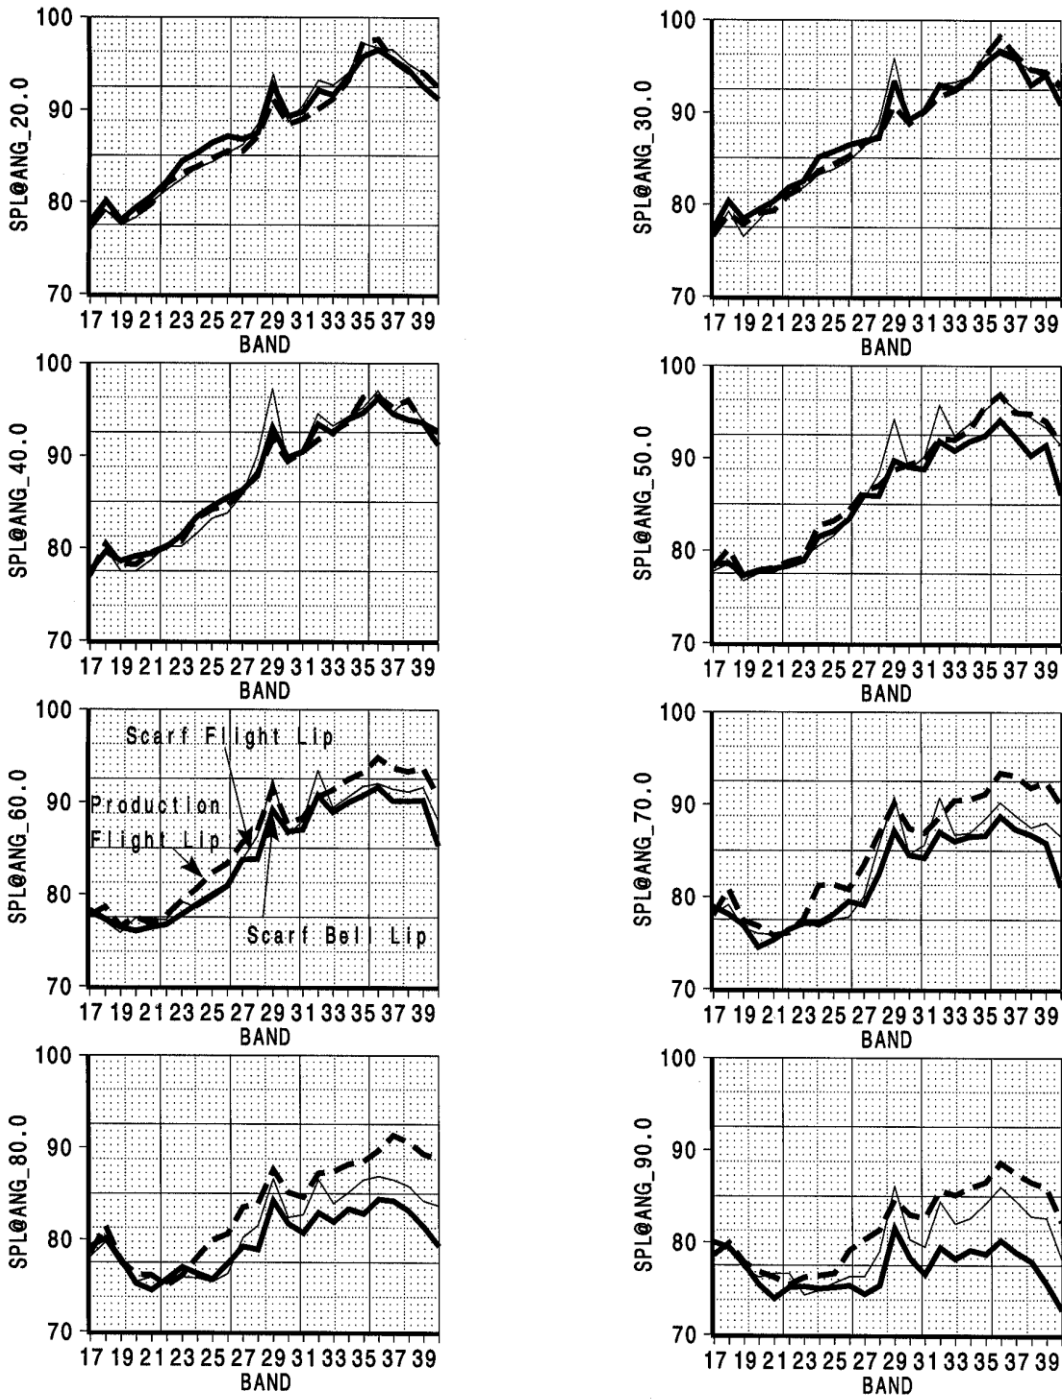 100
90
80
70
SPL@ANG_20.0
17 19 21 23 25 27 29 31 33 35 37 39
BAND
100
90
80
70
SPL@ANG_30.0
17 19 21 23 25 27 29 31 33 35 37 39
BAND
100
90
80
70
SPL@ANG_40.0
17 19 21 23 25 27 29 31 33 35 37 39
BAND
100
90
80
70
SPL@ANG_50.0
17 19 21 23 25 27 29 31 33 35 37 39
BAND
100
90
80
70
SPL@ANG_60.0
Scarf Flight Lip
Production
Flight Lip
Scarf Bell Lip
17 19 21 23 25 27 29 31 33 35 37 39
BAND
100
90
80
70
SPL@ANG_70.0
17 19 21 23 25 27 29 31 33 35 37 39
BAND
100
90
80
70
SPL@ANG_80.0
17 19 21 23 25 27 29 31 33 35 37 39
BAND
100
90
80
70
SPL@ANG_90.0
17 19 21 23 25 27 29 31 33 35 37 39
BAND